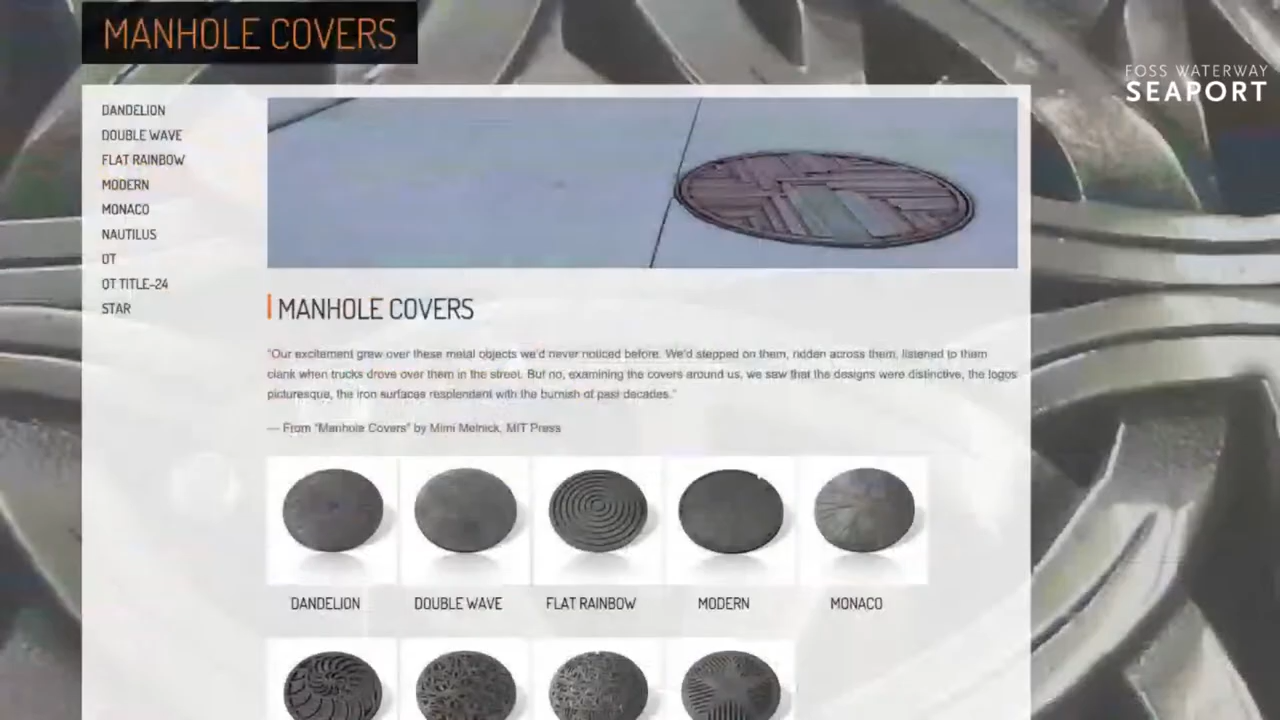 MANHOLE COVERS
FOSS WATERWAY
SEAPORT
DANDELION
DOUBLE WAVE
FLAT RAINBOW
MODERN
MONACO
NAUTILUS
OT
OT TITLE-24
STAR
MANHOLE COVERS
"Our excitement grew over these metal objects we'd never noticed before. We'd stepped on them, ridden across them, listened to them
clank when trucks drove over them in the street. But no, examining the covers around us, we saw that the designs were distinctive, the logos
picturesque, the iron surfaces resplendent with the burnish of past decades."
— From "Manhole Covers" by Mimi Melnick, MIT Press
DANDELION
DOUBLE WAVE
FLAT RAINBOW
MODERN
MONACO